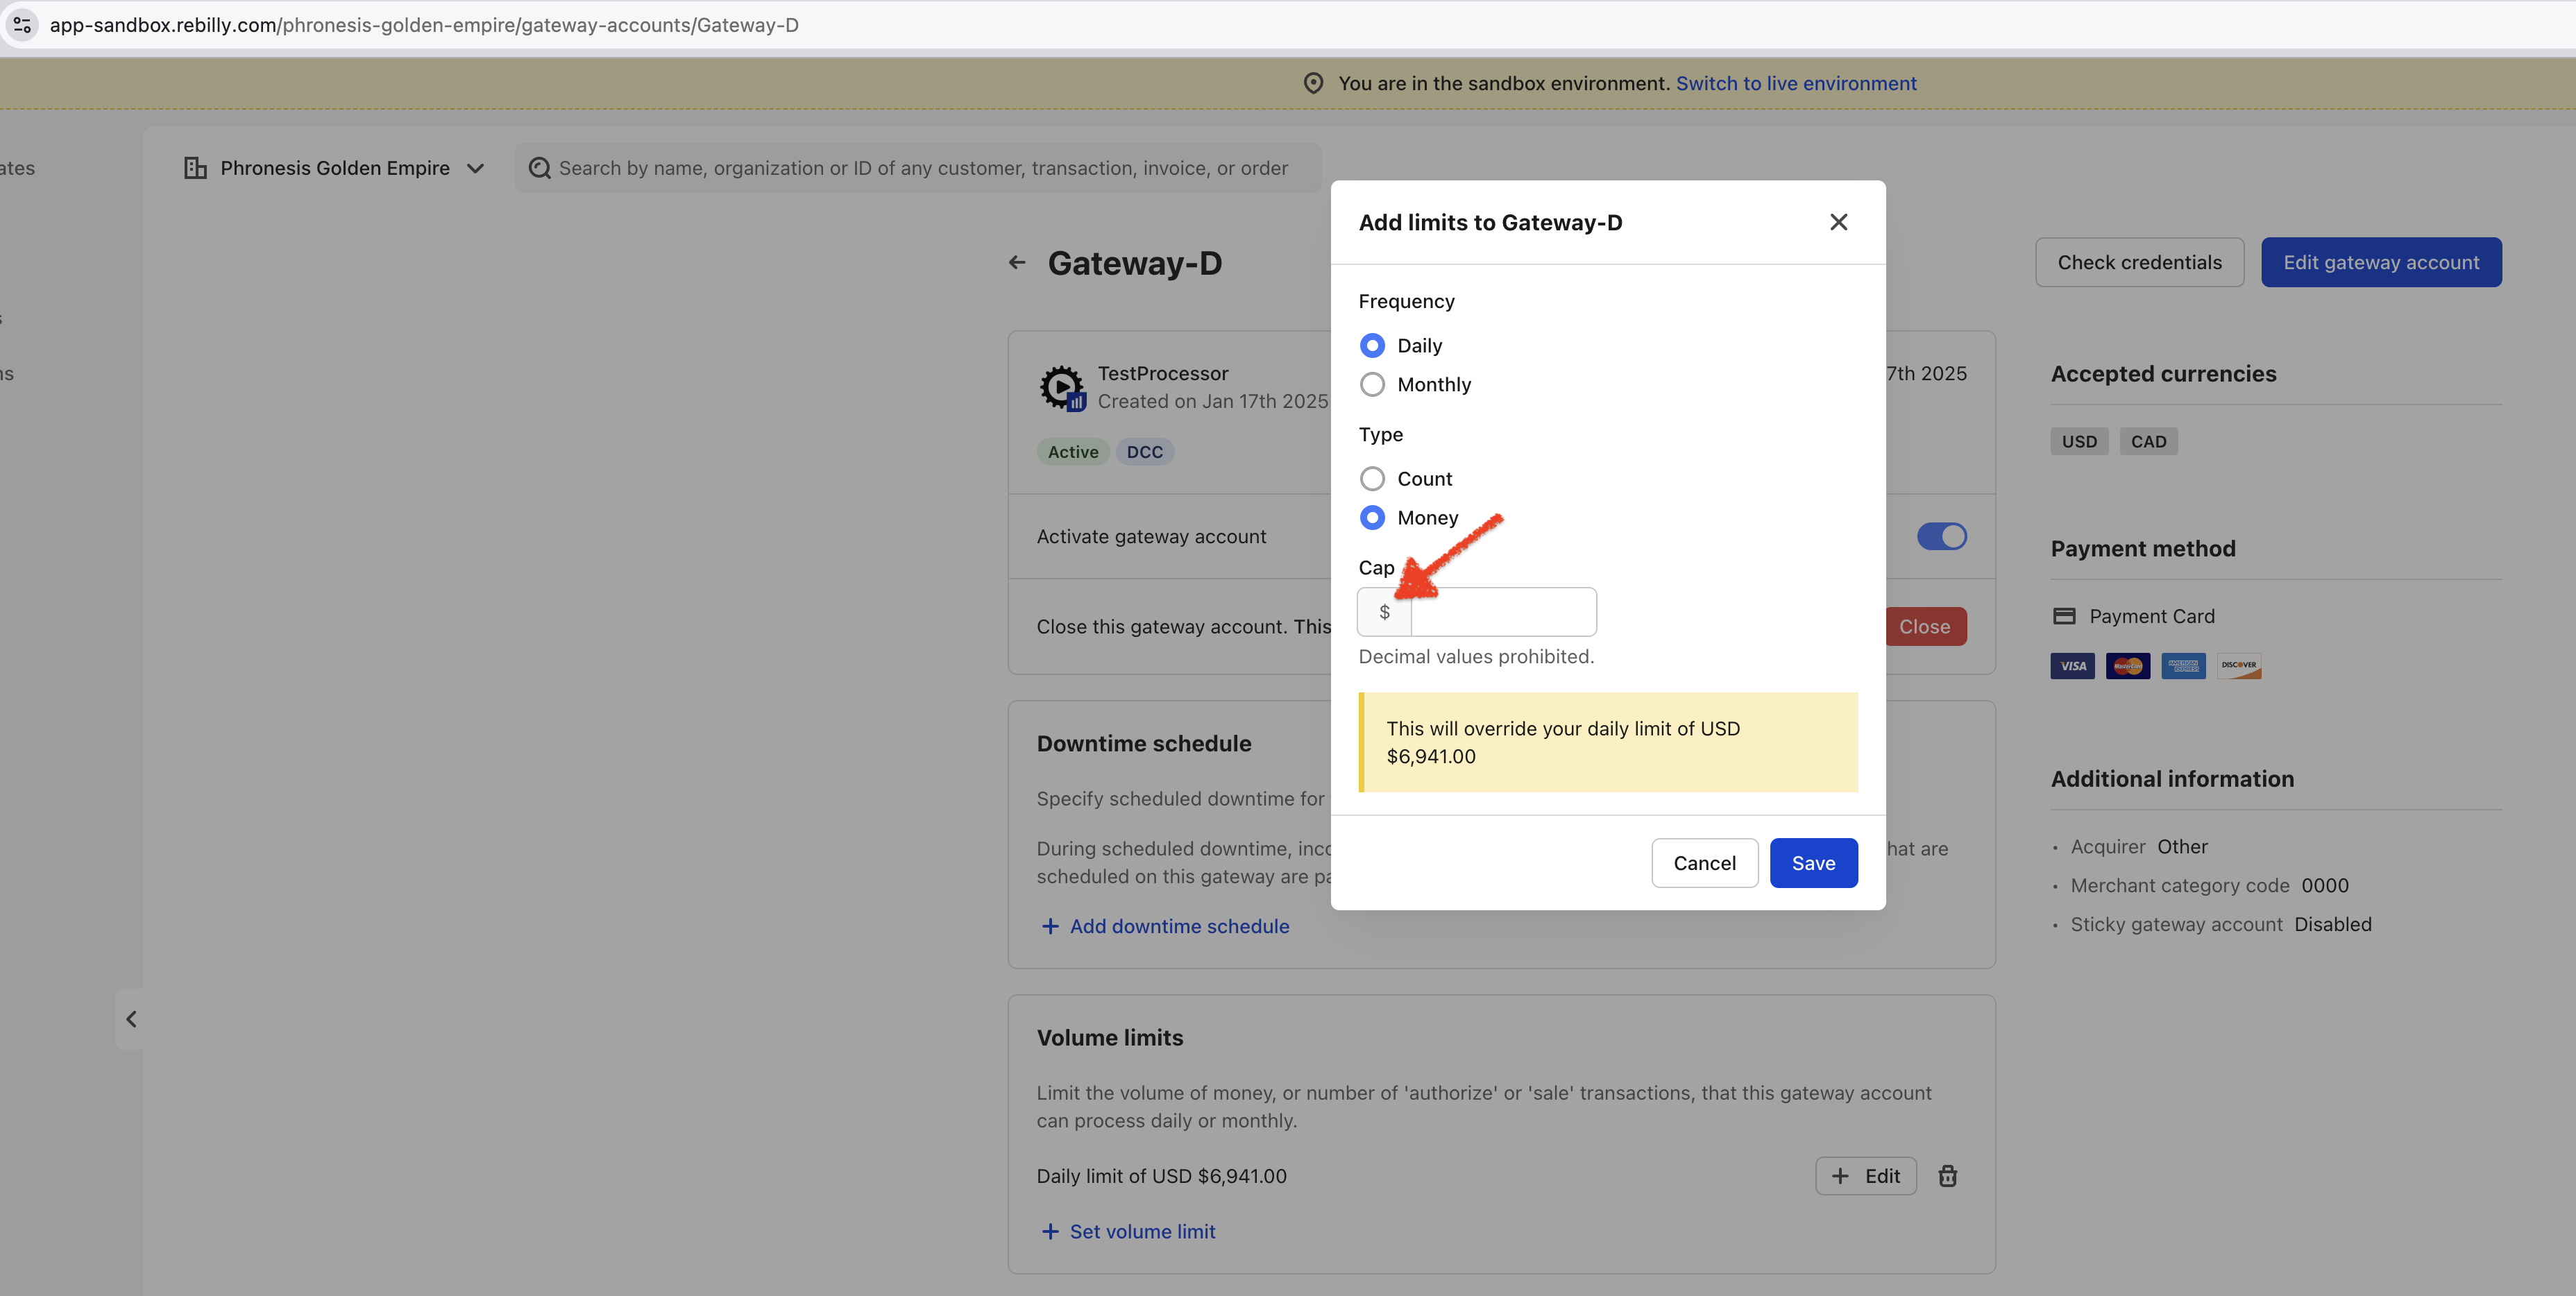 app-sandbox.rebilly.com/phronesis-golden-empire/gateway-accounts/Gateway-D
You are in the sandbox environment. Switch to live environment
ates
Phronesis Golden Empire
Search by name, organization or ID of any customer, transaction, invoice, or order
s
ns
Gateway-D
Check credentials
Edit gateway account
TestProcessor
Created on Jan 17th 2025
7th 2025
Active
DCC
Activate gateway account
Close this gateway account. This
Close
Downtime schedule
Specify scheduled downtime for
During scheduled downtime, inco
hat are
scheduled on this gateway are pa
Add downtime schedule
Volume limits
Limit the volume of money, or number of 'authorize' or 'sale' transactions, that this gateway account
can process daily or monthly.
Daily limit of USD $6,941.00
Edit
Set volume limit
Add limits to Gateway-D
Frequency
Daily
Monthly
Type
Count
Money
Cap
$
Decimal values prohibited.
This will override your daily limit of USD
$6,941.00
Cancel
Save
Accepted currencies
USD
CAD
Payment method
Payment Card
VISA
MasterCard
AMERICAN EXPRESS
DISCOVER
Additional information
• Acquirer Other
• Merchant category code 0000
• Sticky gateway account Disabled